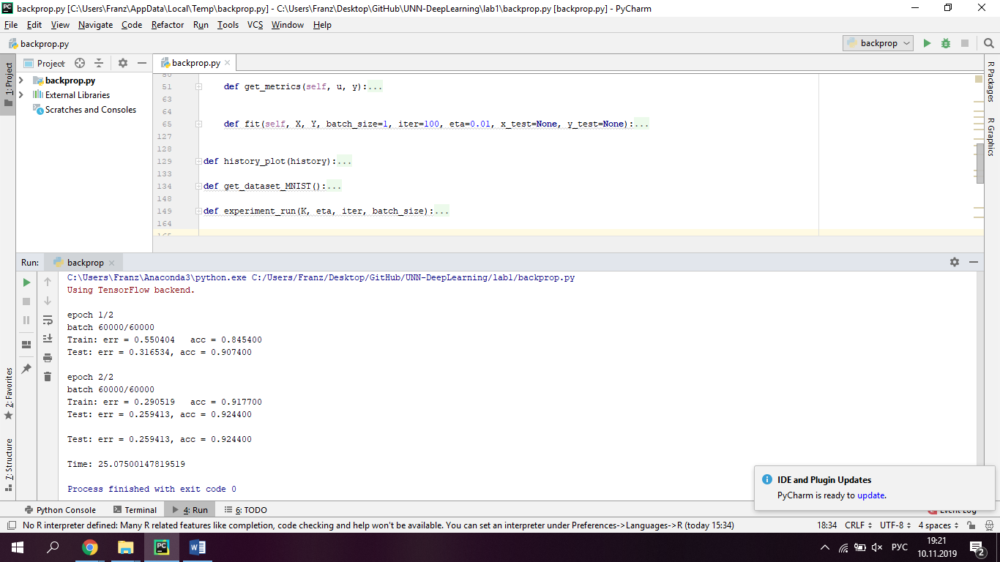 backprop.py [C:\Users\Franz\AppData\Local\Temp\backprop.py] - C:\Users\Franz\Desktop\GitHub\UNN-DeepLearning\lab1\backprop.py [backprop.py] - PyCharm
File Edit View Navigate Code Refactor Run Tools VCS Window Help
backprop.py
backprop
1: Project
Project
backprop.py
External Libraries
Scratches and Consoles
backprop.py
50
51 def get_metrics(self, u, y):...
63
64
65 def fit(self, X, Y, batch_size=1, iter=100, eta=0.01, x_test=None, y_test=None):...
127
128
129 def history_plot(history):...
133
134 def get_dataset_MNIST():...
148
149 def experiment_run(K, eta, iter, batch_size):...
164
165
R Packages
R Graphics
Run: backprop
C:\Users\Franz\Anaconda3\python.exe C:/Users/Franz/Desktop/GitHub/UNN-DeepLearning/lab1/backprop.py
Using TensorFlow backend.
epoch 1/2
batch 60000/60000
Train: err = 0.550404 acc = 0.845400
Test: err = 0.316534, acc = 0.907400
epoch 2/2
batch 60000/60000
Train: err = 0.290519 acc = 0.917700
Test: err = 0.259413, acc = 0.924400
Test: err = 0.259413, acc = 0.924400
Time: 25.07500147819519
Process finished with exit code 0
2: Favorites
7: Structure
IDE and Plugin Updates
PyCharm is ready to update.
Python Console Terminal 4: Run 6: TODO Event Log
No R interpreter defined: Many R related features like completion, code checking and help won't be available. You can set an interpreter under Preferences->Languages->R (today 15:34)
18:34 CRLF UTF-8 4 spaces
РУС
19:21
10.11.2019
2